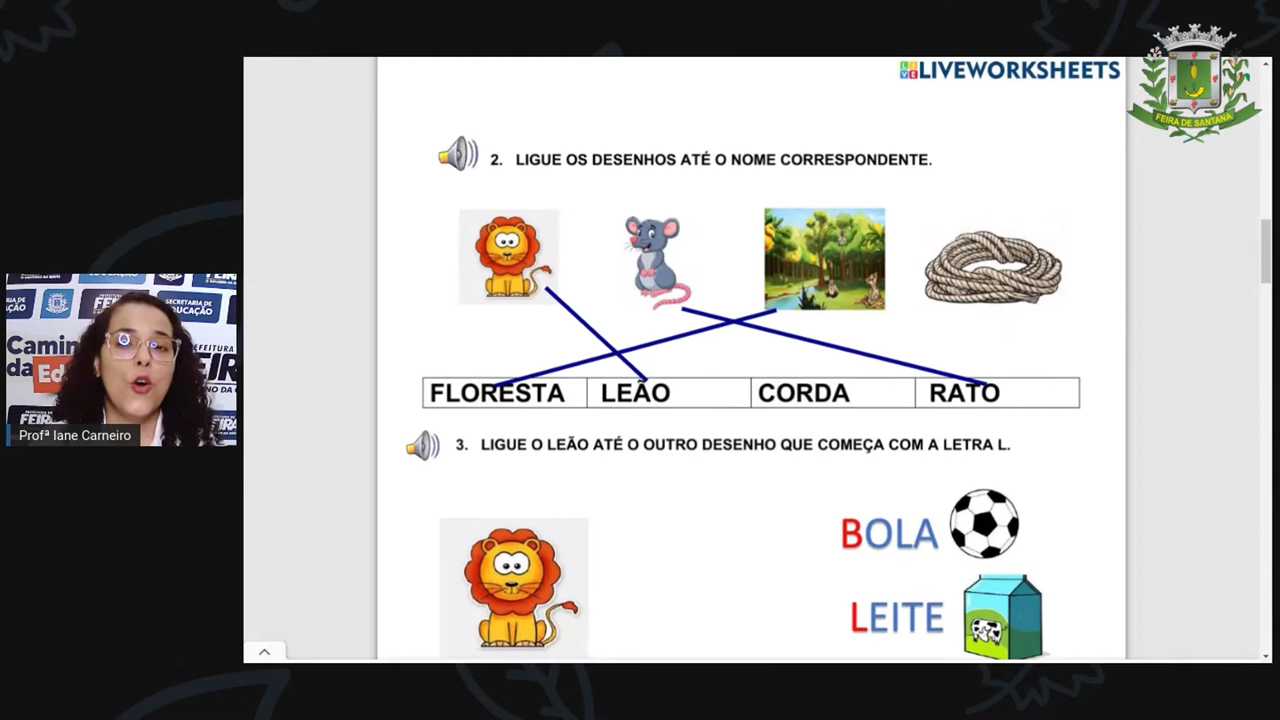 LIVEWORKSHEETS
FEIRA DE SANTANA
2. LIGUE OS DESENHOS ATÉ O NOME CORRESPONDENTE.
FLORESTA LEÃO CORDA RATO
3. LIGUE O LEÃO ATÉ O OUTRO DESENHO QUE COMEÇA COM A LETRA L.
BOLA
LEITE
SECRETARIA DE
EDUCAÇÃO
PREFEITURA
Profª Iane Carneiro